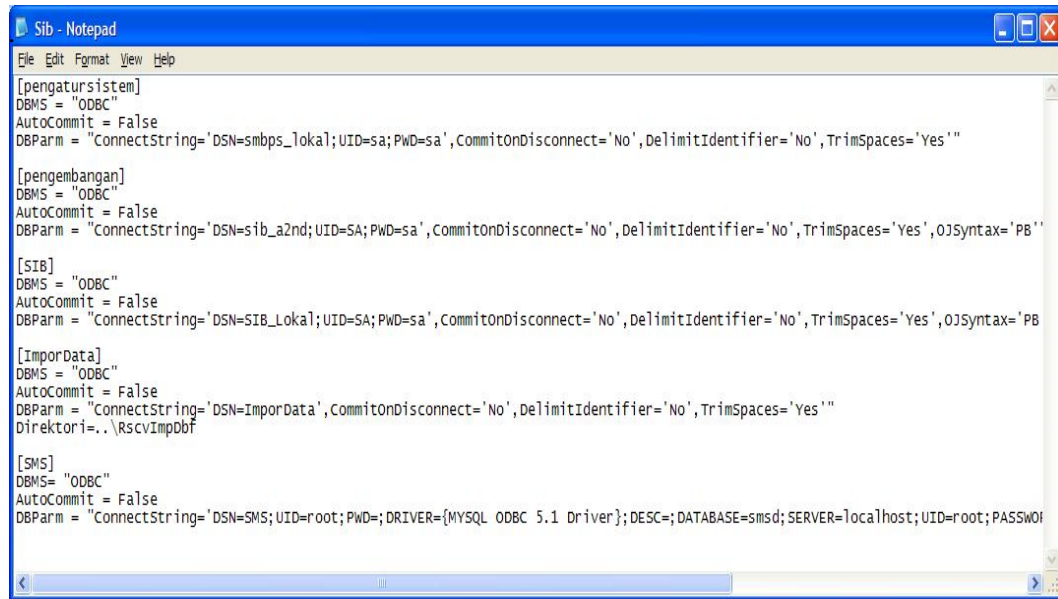 Sib - Notepad
File Edit Format View Help
[pengatursistem]
DBMS = "ODBC"
AutoCommit = False
DBParm = "ConnectString='DSN=smbps_lokal;UID=sa;PWD=sa',CommitOnDisconnect='No',DelimitIdentifier='No',TrimSpaces='Yes'"
[pengembangan]
DBMS = "ODBC"
AutoCommit = False
DBParm = "ConnectString='DSN=sib_a2nd;UID=SA;PWD=sa',CommitOnDisconnect='No',DelimitIdentifier='No',TrimSpaces='Yes',OJSyntax='PB'"
[SIB]
DBMS = "ODBC"
AutoCommit = False
DBParm = "ConnectString='DSN=SIB_Lokal;UID=SA;PWD=sa',CommitOnDisconnect='No',DelimitIdentifier='No',TrimSpaces='Yes',OJSyntax='PB
[ImporData]
DBMS = "ODBC"
AutoCommit = False
DBParm = "ConnectString='DSN=ImporData',CommitOnDisconnect='No',DelimitIdentifier='No',TrimSpaces='Yes'"
Direktori=..\RscvImpDbf
[SMS]
DBMS= "ODBC"
AutoCommit = False
DBParm = "ConnectString='DSN=SMS;UID=root;PWD=;DRIVER={MYSQL ODBC 5.1 Driver};DESC=;DATABASE=smsd;SERVER=localhost;UID=root;